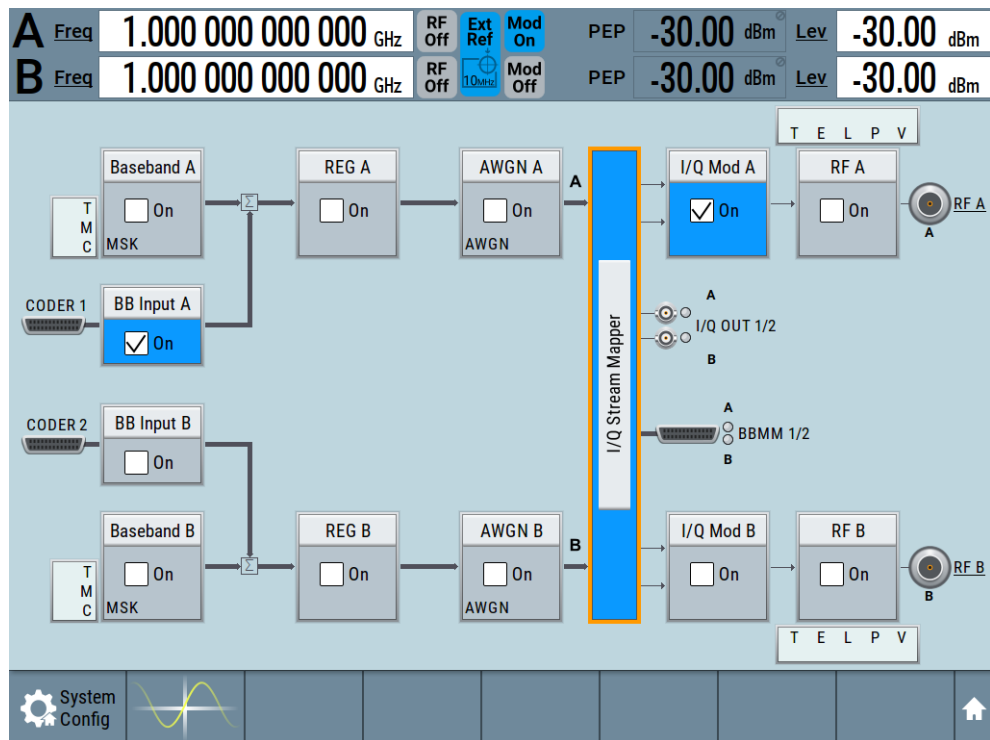 A Freq 1.000 000 000 000 GHz RF Off Ext Ref Mod On PEP -30.00 dBm Lev -30.00 dBm
B Freq 1.000 000 000 000 GHz RF Off 10MHz Mod Off PEP -30.00 dBm Lev -30.00 dBm
T E L P V
Baseband A
REG A
AWGN A
A
I/Q Mod A
RF A
T
M
C
On
MSK
On
On
AWGN
On
On
RF A
A
CODER 1
BB Input A
On
I/Q Stream Mapper
A
I/Q OUT 1/2
B
CODER 2
BB Input B
On
A
BBMM 1/2
B
Baseband B
REG B
AWGN B
B
I/Q Mod B
RF B
T
M
C
On
MSK
On
On
AWGN
On
On
RF B
B
T E L P V
Σ
Σ
System
Config